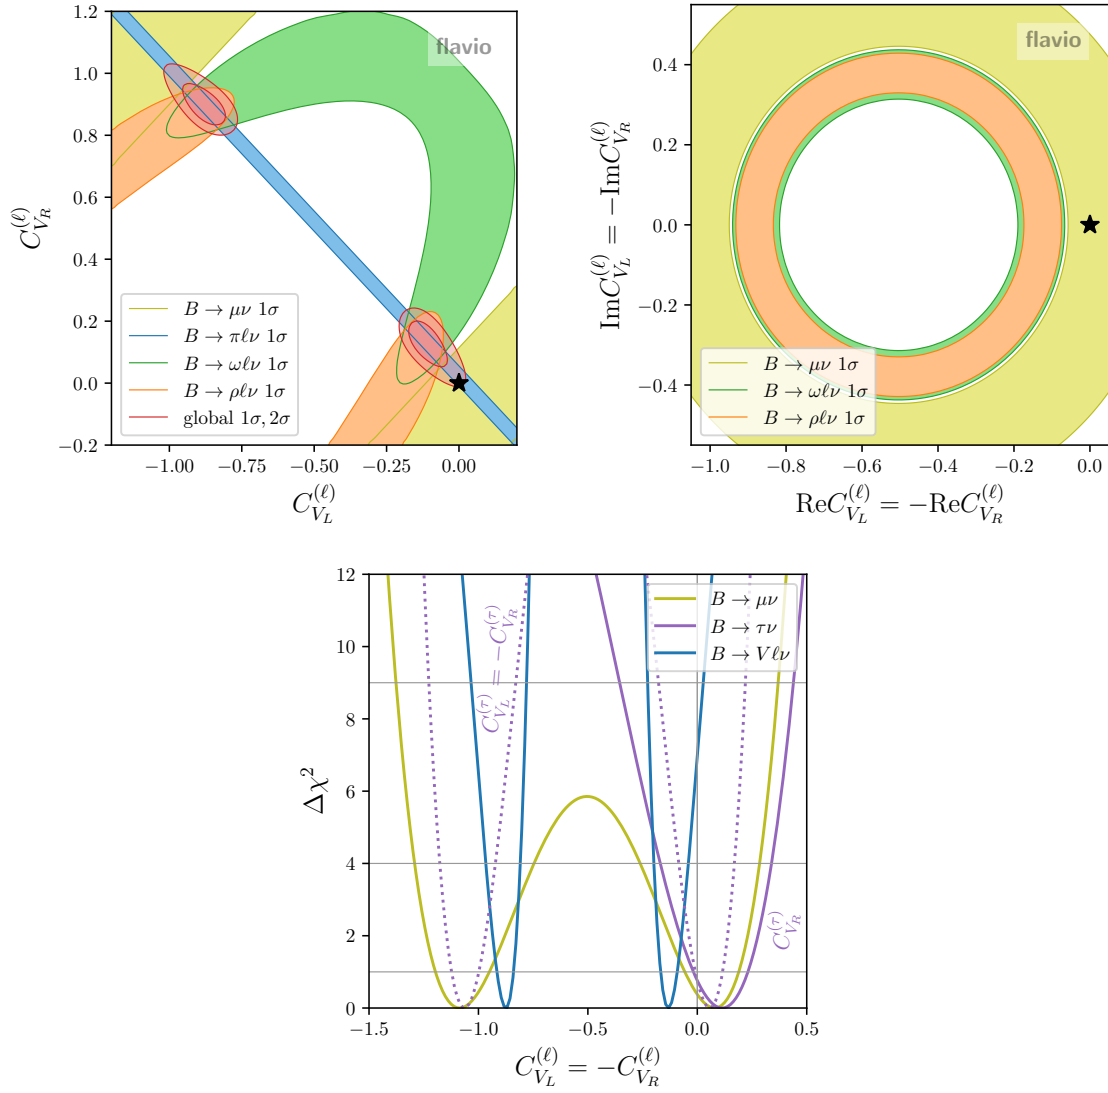 flavio
1.2
1.0
0.8
0.6
0.4
0.2
0.0
−0.2
C_{V_R}^{(ℓ)}
B → μν 1σ
B → πℓν 1σ
B → ωℓν 1σ
B → ρℓν 1σ
global 1σ, 2σ
−1.00 −0.75 −0.50 −0.25 0.00
C_{V_L}^{(ℓ)}
flavio
0.4
0.2
0.0
−0.2
−0.4
ImC_{V_L}^{(ℓ)} = −ImC_{V_R}^{(ℓ)}
B → μν 1σ
B → ωℓν 1σ
B → ρℓν 1σ
−1.0 −0.8 −0.6 −0.4 −0.2 0.0
ReC_{V_L}^{(ℓ)} = −ReC_{V_R}^{(ℓ)}
12
10
8
6
4
2
0
Δχ²
C_{V_L}^{(τ)} = −C_{V_R}^{(τ)}
B → μν
B → τν
B → Vℓν
C_{V_R}^{(τ)}
−1.5 −1.0 −0.5 0.0 0.5
C_{V_L}^{(ℓ)} = −C_{V_R}^{(ℓ)}